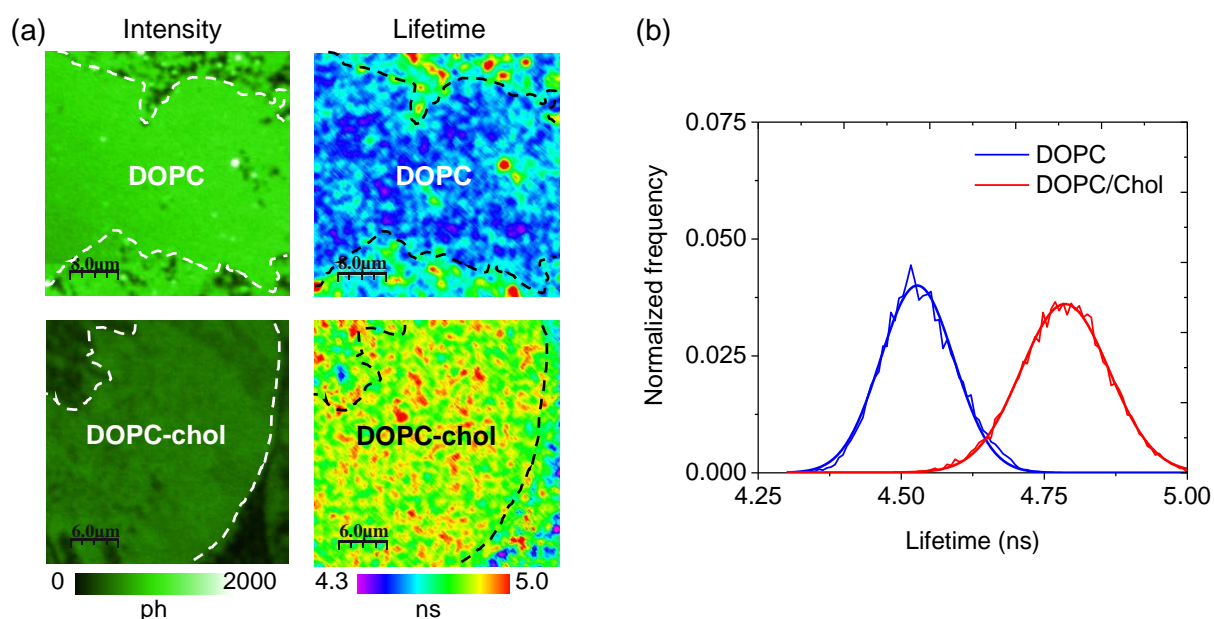 (a)
Intensity
Lifetime
DOPC
8.0µm
DOPC
8.0µm
DOPC-chol
6.0µm
DOPC-chol
6.0µm
0 2000
ph
4.3 5.0
ns
(b)
0.075
0.050
0.025
0.000
Normalized frequency
DOPC
DOPC/Chol
4.25 4.50 4.75 5.00
Lifetime (ns)